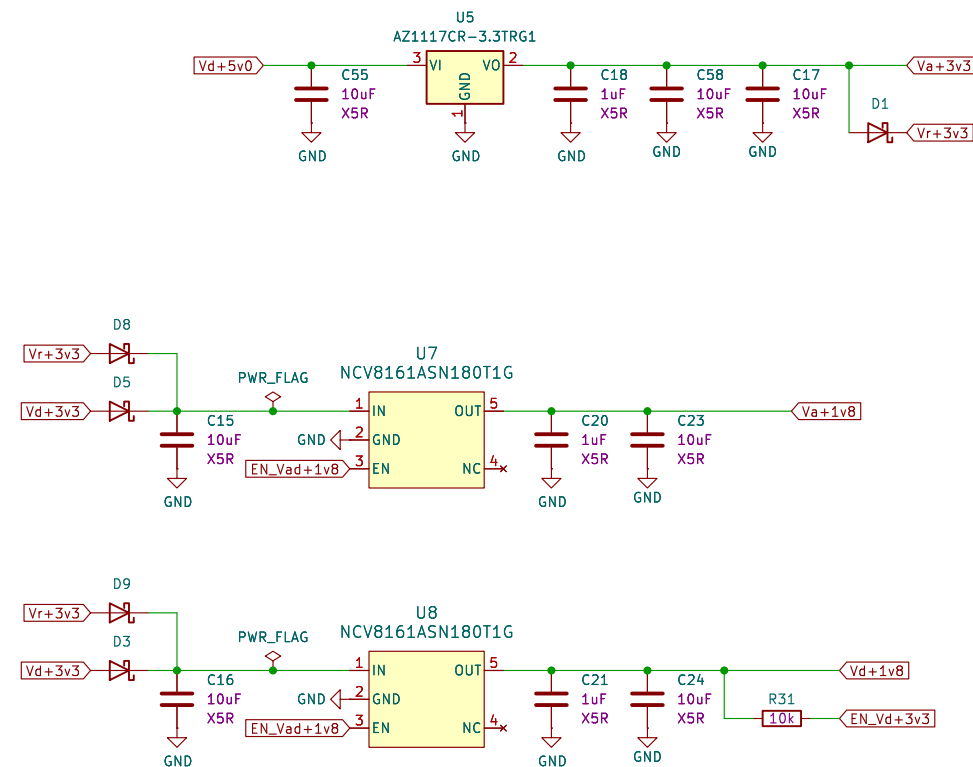 U5
AZ1117CR-3.3TRG1
Vd+5v0
3 VI VO 2
GND
1
C55
10uF
X5R
GND
GND
C18
1uF
X5R
GND
C58
10uF
X5R
GND
C17
10uF
X5R
GND
Va+3v3
D1
Vr+3v3
D8
Vr+3v3
D5
Vd+3v3
PWR_FLAG
C15
10uF
X5R
GND
U7
NCV8161ASN180T1G
1 IN OUT 5
GND 2 GND
EN_Vad+1v8 3 EN NC 4
C20
1uF
X5R
GND
C23
10uF
X5R
GND
Va+1v8
D9
Vr+3v3
D3
Vd+3v3
PWR_FLAG
C16
10uF
X5R
GND
U8
NCV8161ASN180T1G
1 IN OUT 5
GND 2 GND
EN_Vad+1v8 3 EN NC 4
C21
1uF
X5R
GND
C24
10uF
X5R
GND
Vd+1v8
R31
10k
EN_Vd+3v3